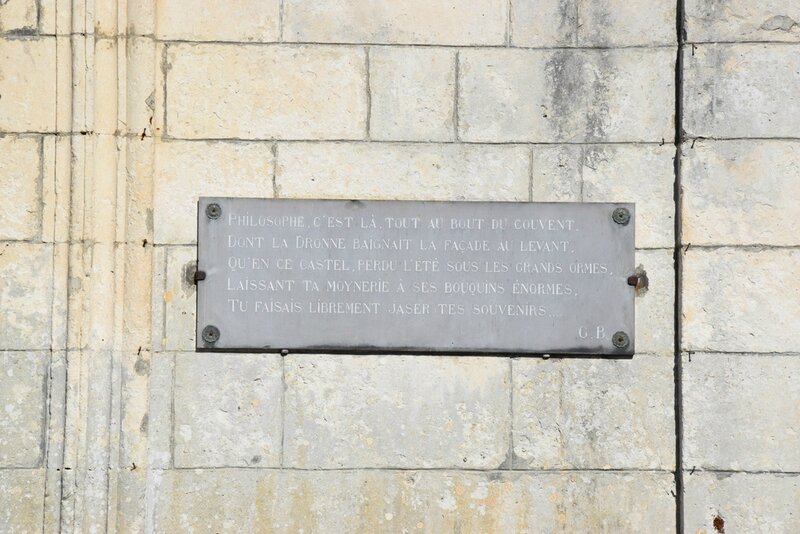 PHILOSOPHE, C'EST LÀ, TOUT AU BOUT DU COUVENT,
DONT LA DRONNE BAIGNAIT LA FAÇADE AU LEVANT,
QU'EN CE CASTEL, PERDU L'ÉTÉ SOUS LES GRANDS ORMES,
LAISSANT TA MOYNERIE À SES BOUQUINS ÉNORMES,
TU FAISAIS LIBREMENT JASER TES SOUVENIRS....
G.B